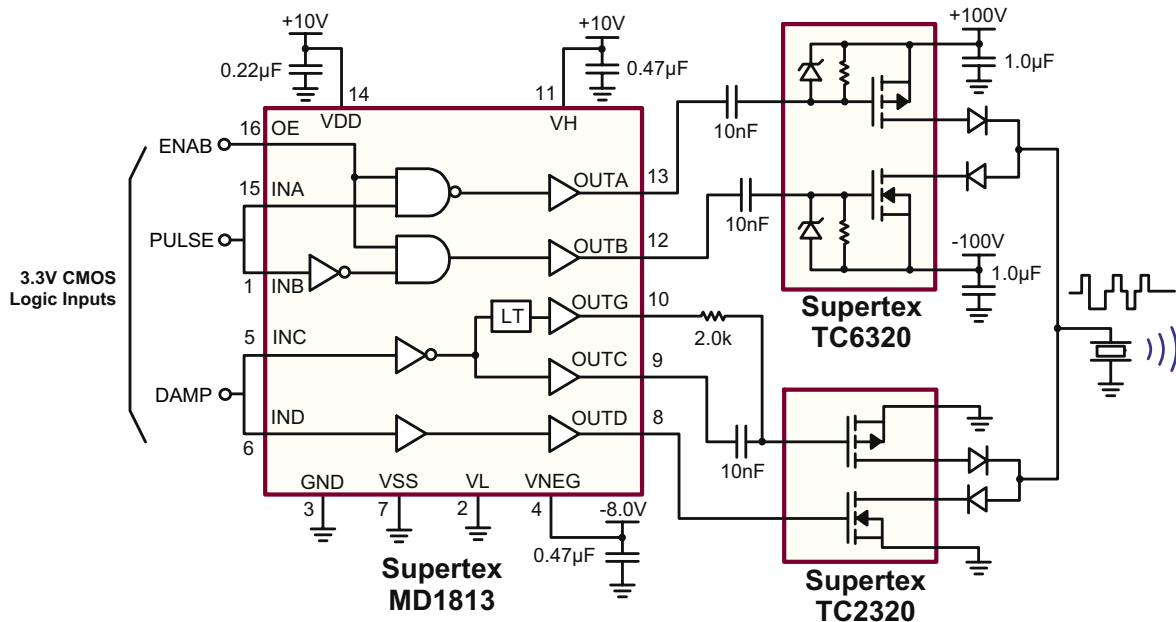 +10V
0.22µF
14
VDD
+10V
0.47µF
11
VH
+100V
1.0µF
16
OE
ENAB
15
INA
PULSE
1
INB
3.3V CMOS
Logic Inputs
OUTA
13
10nF
OUTB
12
10nF
-100V
1.0µF
Supertex
TC6320
LT
OUTG
10
2.0k
5
INC
OUTC
9
DAMP
10nF
IND
6
OUTD
8
GND
3
VSS
7
VL
2
VNEG
4
-8.0V
0.47µF
Supertex
MD1813
Supertex
TC2320